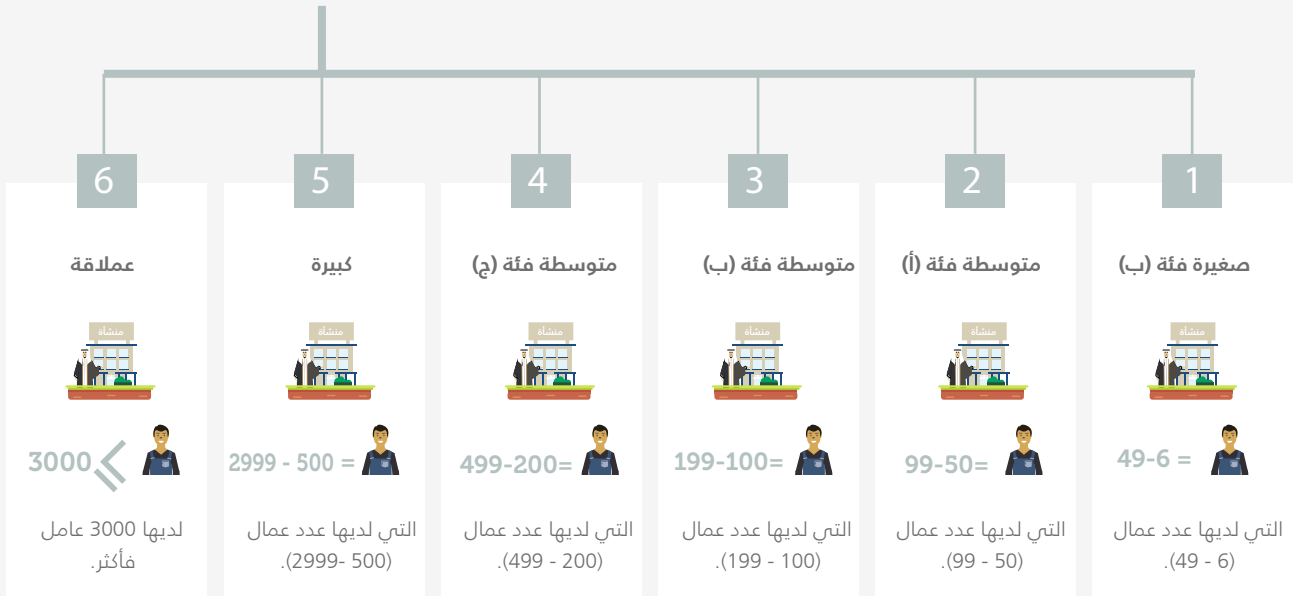 1
صغيرة فئة (ب)
منشأة
49-6 =
التي لديها عدد عمال
(6 - 49).
2
متوسطة فئة (أ)
منشأة
99-50=
التي لديها عدد عمال
(50 - 99).
3
متوسطة فئة (ب)
منشأة
199-100=
التي لديها عدد عمال
(100 - 199).
4
متوسطة فئة (ج)
منشأة
499-200=
التي لديها عدد عمال
(200 - 499).
5
كبيرة
منشأة
2999 - 500 =
التي لديها عدد عمال
(500 -2999).
6
عملاقة
منشأة
3000
لديها 3000 عامل
فأكثر.